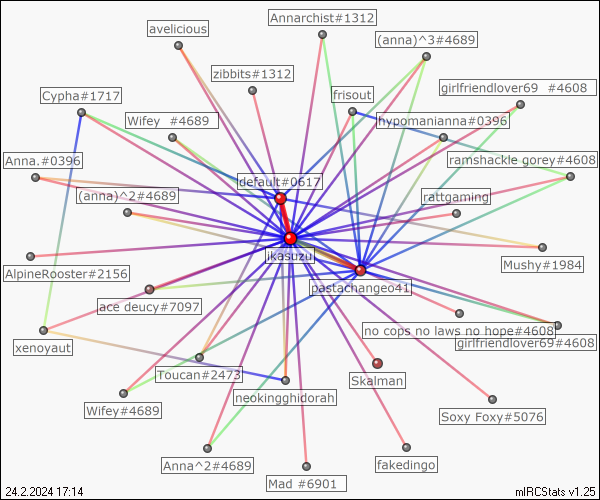 Annarchist#1312
avelicious
(anna)^3#4689
zibbits#1312
girlfriendlover69 #4608
Cypha#1717
frisout
Wifey #4689
hypomanianna#0396
Anna.#0396
ramshackle gorey#4608
default#0617
(anna)^2#4689
rattgaming
jkasuzu
Mushy#1984
AlpineRooster#2156
pastachangeo41
ace deucy#7097
no cops no laws no hope#4608
girlfriendlover69#4608
xenoyaut
Toucan#2473
Skalman
neokingghidorah
Wifey#4689
Soxy Foxy#5076
Anna^2#4689
fakedingo
Mad #6901
24.2.2024 17:14
mIRCStats v1.25